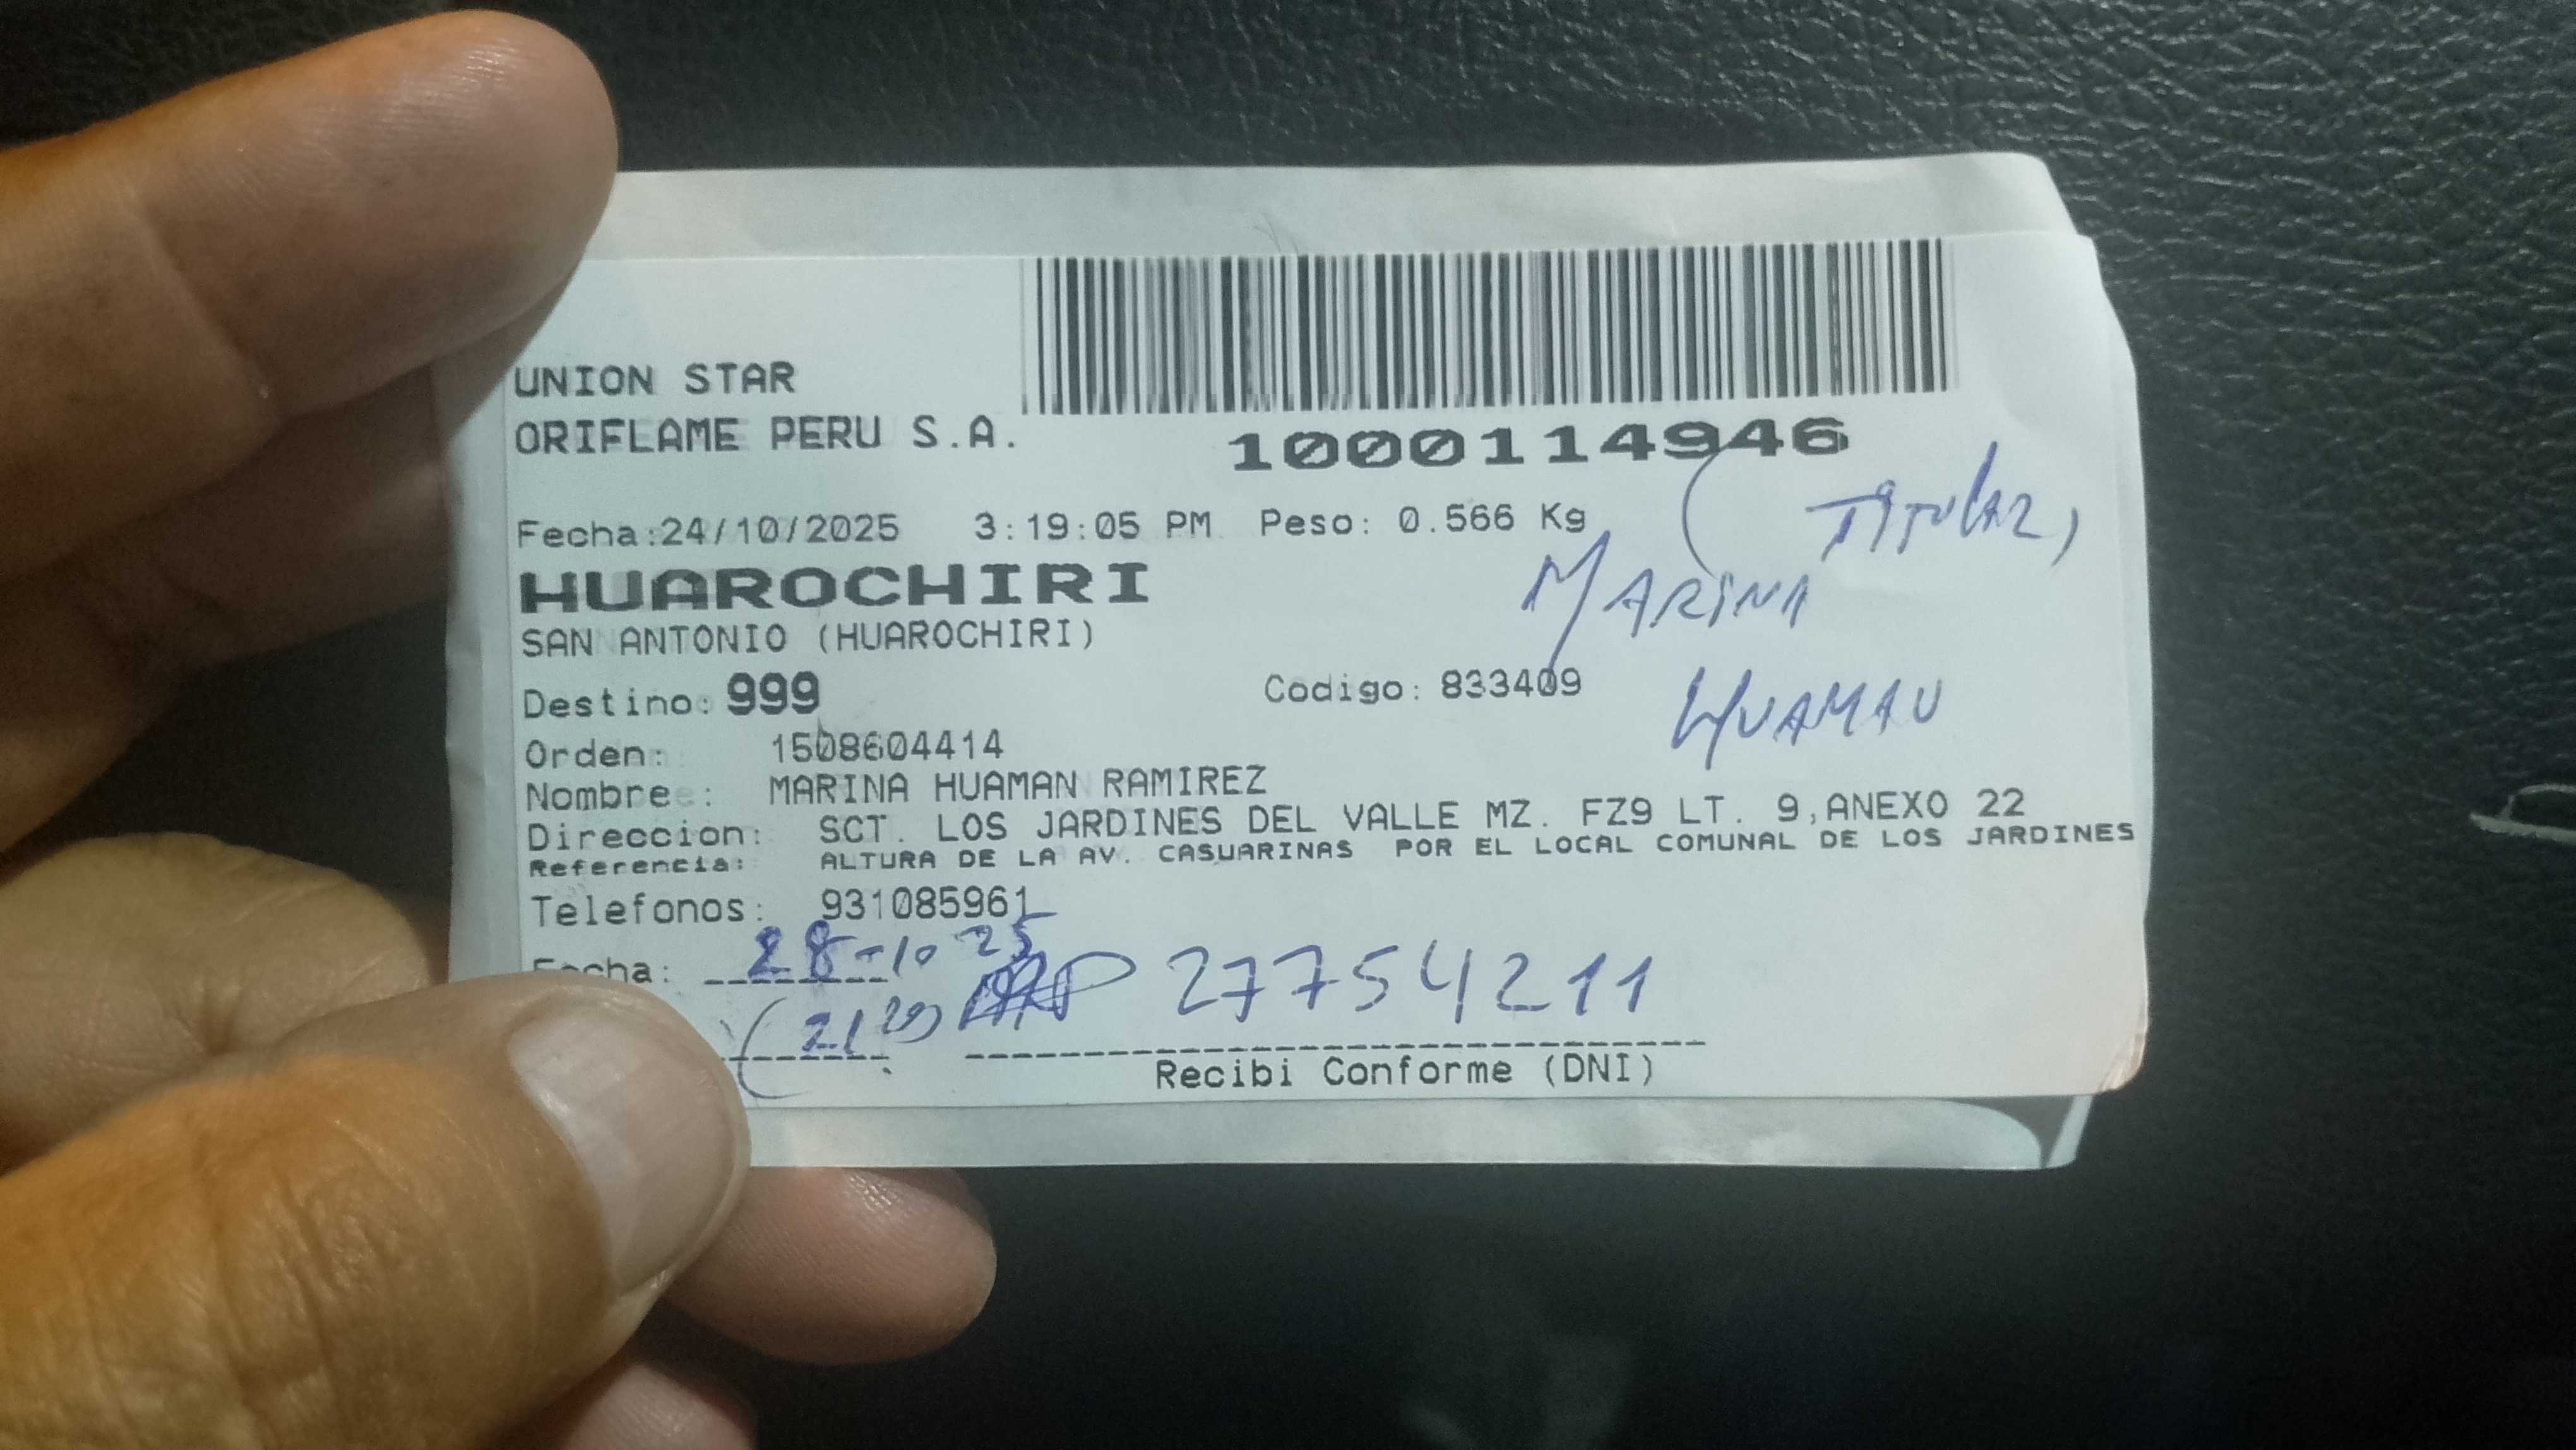 UNION STAR
ORIFLAME PERU S.A.
1000114946
Fecha:24/10/2025 3:19:05 PM Peso: 0.566 Kg
(TITULAR)
HUAROCHIRI
MARINA
SAN ANTONIO (HUAROCHIRI)
Destino: 999 Codigo: 833409
HUAMAN
Orden: 1508604414
Nombre : MARINA HUAMAN RAMIREZ
Direccion: SCT. LOS JARDINES DEL VALLE MZ. FZ9 LT. 9,ANEXO 22
Referencia: ALTURA DE LA AV. CASUARINAS POR EL LOCAL COMUNAL DE LOS JARDINES
Telefonos: 931085961
Fecha: 28-10 25
27754211
Recibi Conforme (DNI)